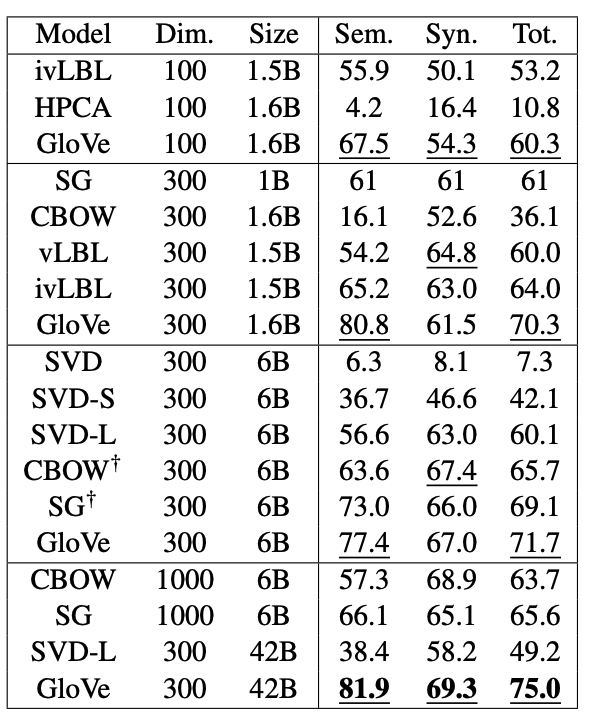 Model Dim. Size Sem. Syn. Tot.
ivLBL 100 1.5B 55.9 50.1 53.2
HPCA 100 1.6B 4.2 16.4 10.8
GloVe 100 1.6B 67.5 54.3 60.3
SG 300 1B 61 61 61
CBOW 300 1.6B 16.1 52.6 36.1
vLBL 300 1.5B 54.2 64.8 60.0
ivLBL 300 1.5B 65.2 63.0 64.0
GloVe 300 1.6B 80.8 61.5 70.3
SVD 300 6B 6.3 8.1 7.3
SVD-S 300 6B 36.7 46.6 42.1
SVD-L 300 6B 56.6 63.0 60.1
CBOW† 300 6B 63.6 67.4 65.7
SG† 300 6B 73.0 66.0 69.1
GloVe 300 6B 77.4 67.0 71.7
CBOW 1000 6B 57.3 68.9 63.7
SG 1000 6B 66.1 65.1 65.6
SVD-L 300 42B 38.4 58.2 49.2
GloVe 300 42B 81.9 69.3 75.0